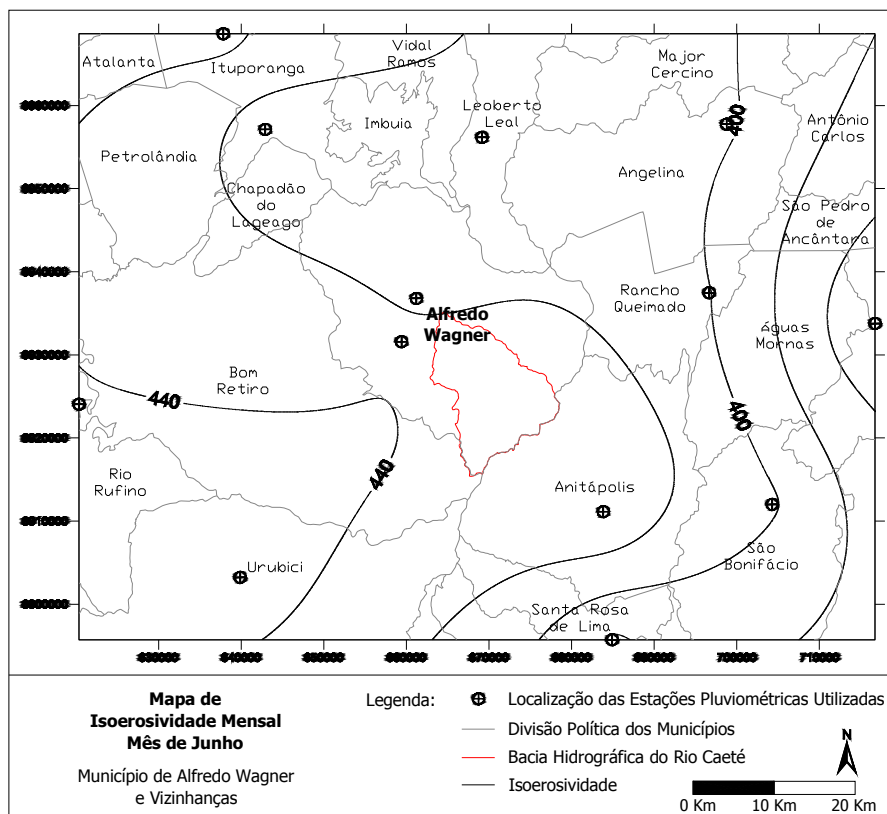 Atalanta
Ituporanga
Vidal
Ramos
Major
Cercino
Leoberto
Leal
Imbuia
400
Antônio
Carlos
Petrolândia
Angelina
Chapadão
do
Lageago
São Pedro
de
Ancântara
Rancho
Queimado
Alfredo
Wagner
Águas
Mornas
Bom
Retiro
440
400
Rio
Rufino
440
Anitápolis
Urubici
São
Bonifácio
Santa Rosa
de Lima
Mapa de
Isoerosividade Mensal
Mês de Junho
Município de Alfredo Wagner
e Vizinhanças
Legenda:
Localização das Estações Pluviométricas Utilizadas
Divisão Política dos Municípios
Bacia Hidrográfica do Rio Caeté
Isoerosividade
N
0 Km 10 Km 20 Km